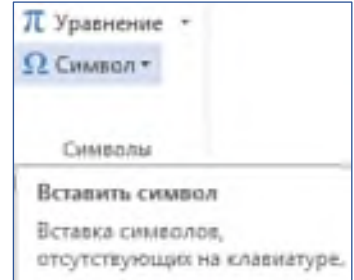 π Уравнение
Ω Символ
Символы
Вставить символ
Вставка символов,
отсутствующих на клавиатуре.